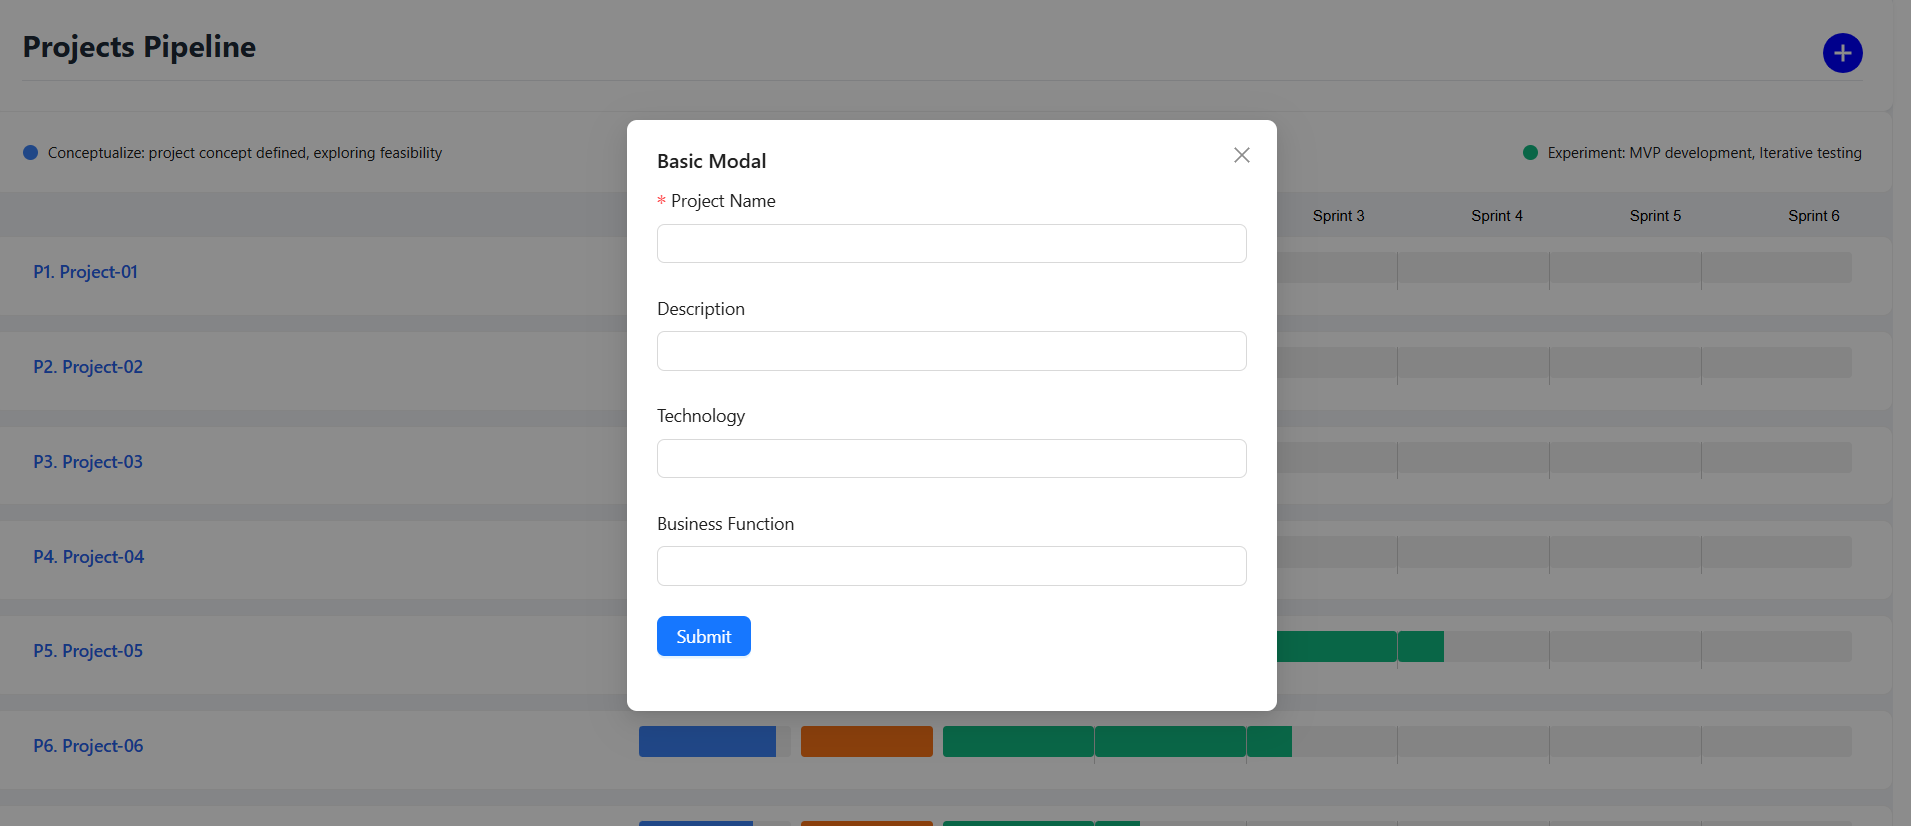 Projects Pipeline
Conceptualize: project concept defined, exploring feasibility
Experiment: MVP development, Iterative testing
Sprint 3
Sprint 4
Sprint 5
Sprint 6
P1. Project-01
P2. Project-02
P3. Project-03
P4. Project-04
P5. Project-05
P6. Project-06
Basic Modal
* Project Name
Description
Technology
Business Function
Submit